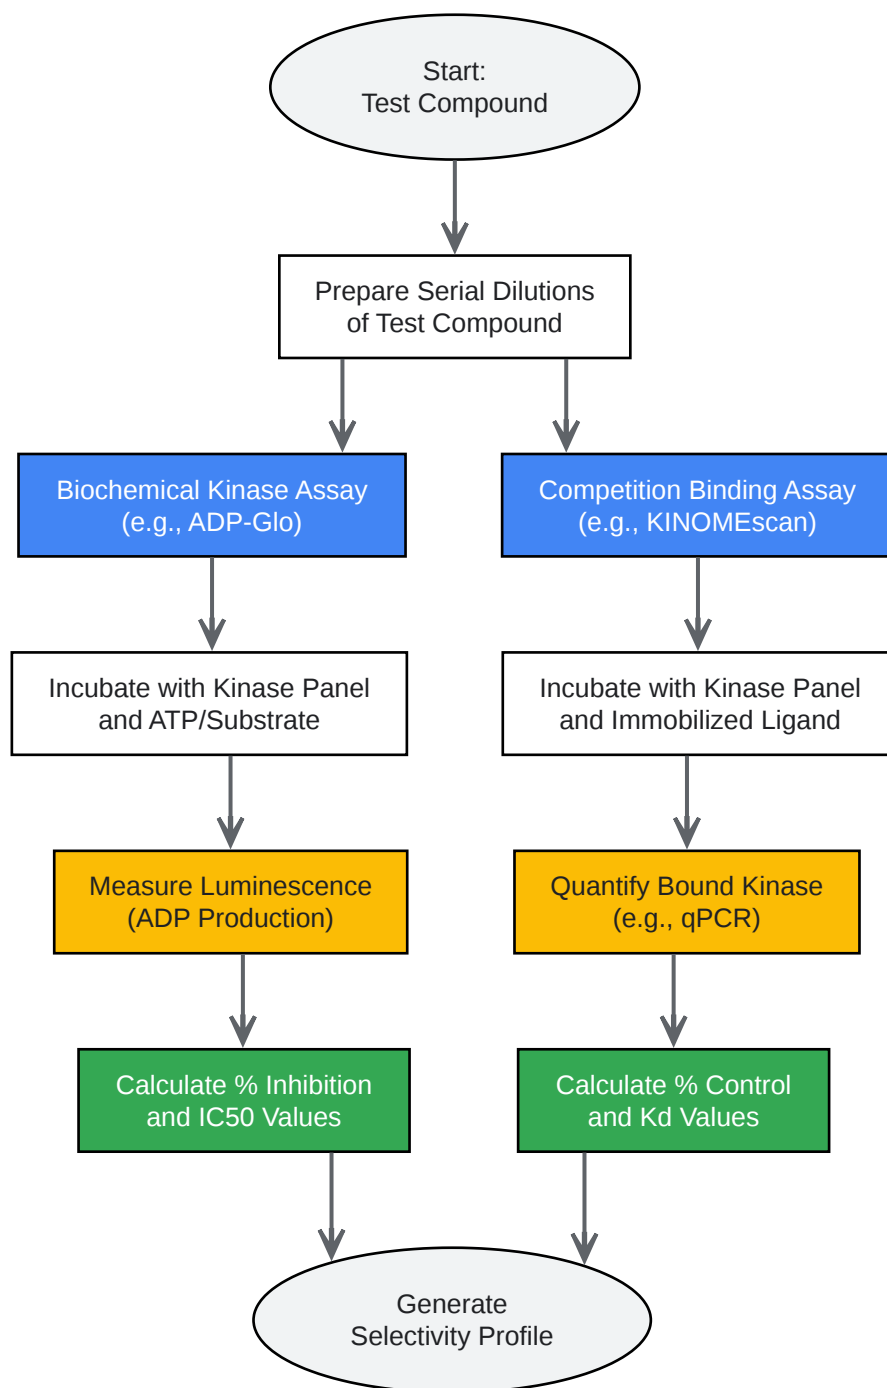 Start:
Test Compound
Prepare Serial Dilutions
of Test Compound
Biochemical Kinase Assay
(e.g., ADP-Glo)
Competition Binding Assay
(e.g., KINOMEscan)
Incubate with Kinase Panel
and ATP/Substrate
Incubate with Kinase Panel
and Immobilized Ligand
Measure Luminescence
(ADP Production)
Quantify Bound Kinase
(e.g., qPCR)
Calculate % Inhibition
and IC50 Values
Calculate % Control
and Kd Values
Generate
Selectivity Profile